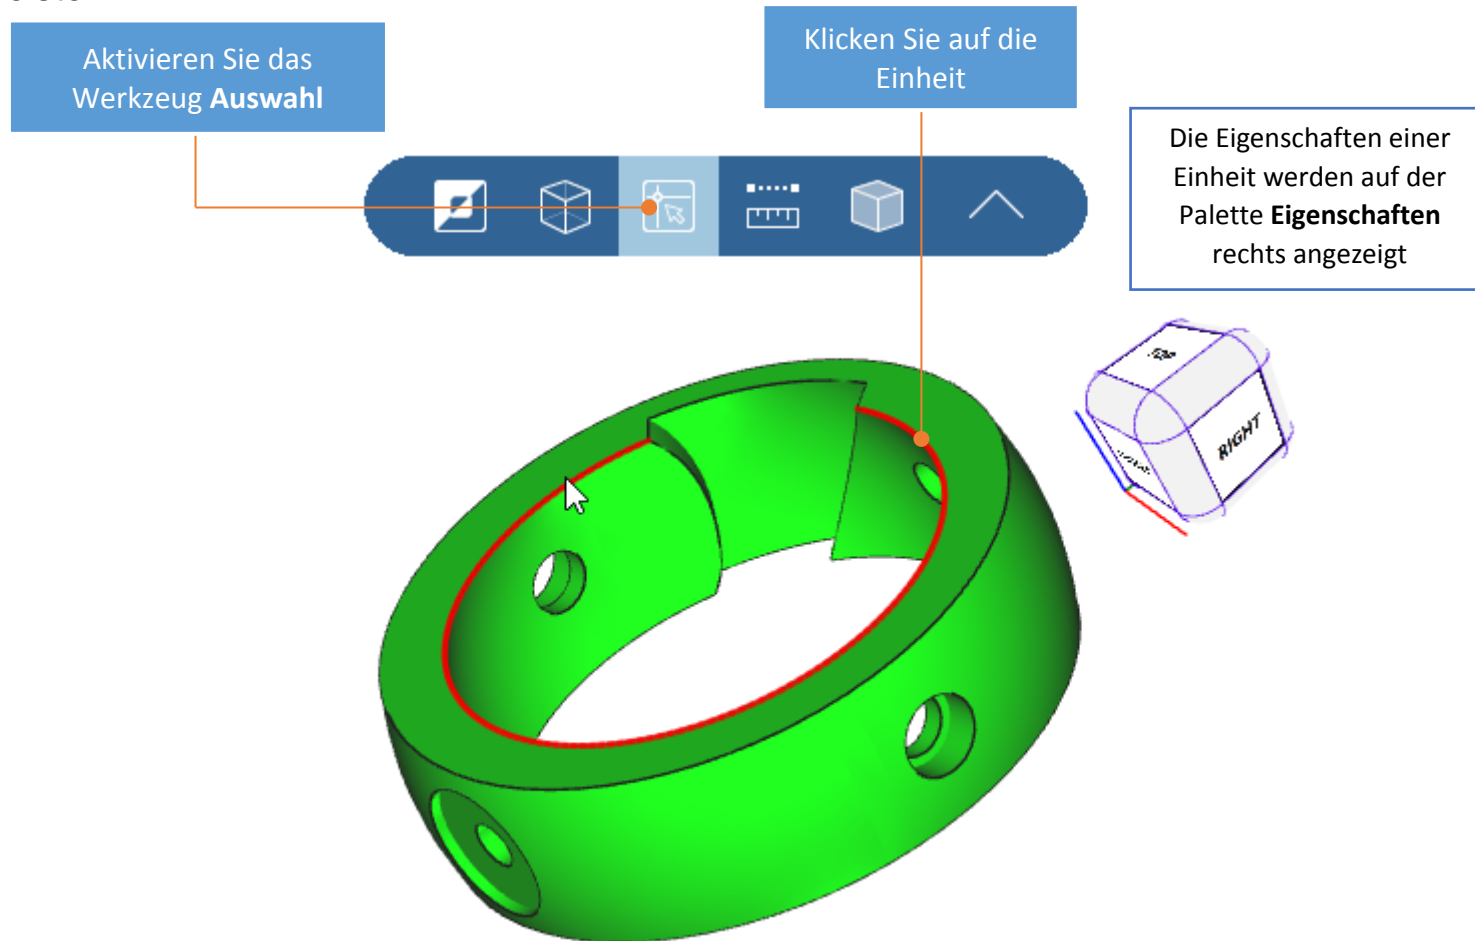 Aktivieren Sie das
Werkzeug Auswahl
Klicken Sie auf die
Einheit
Die Eigenschaften einer
Einheit werden auf der
Palette Eigenschaften
rechts angezeigt
RIGHT